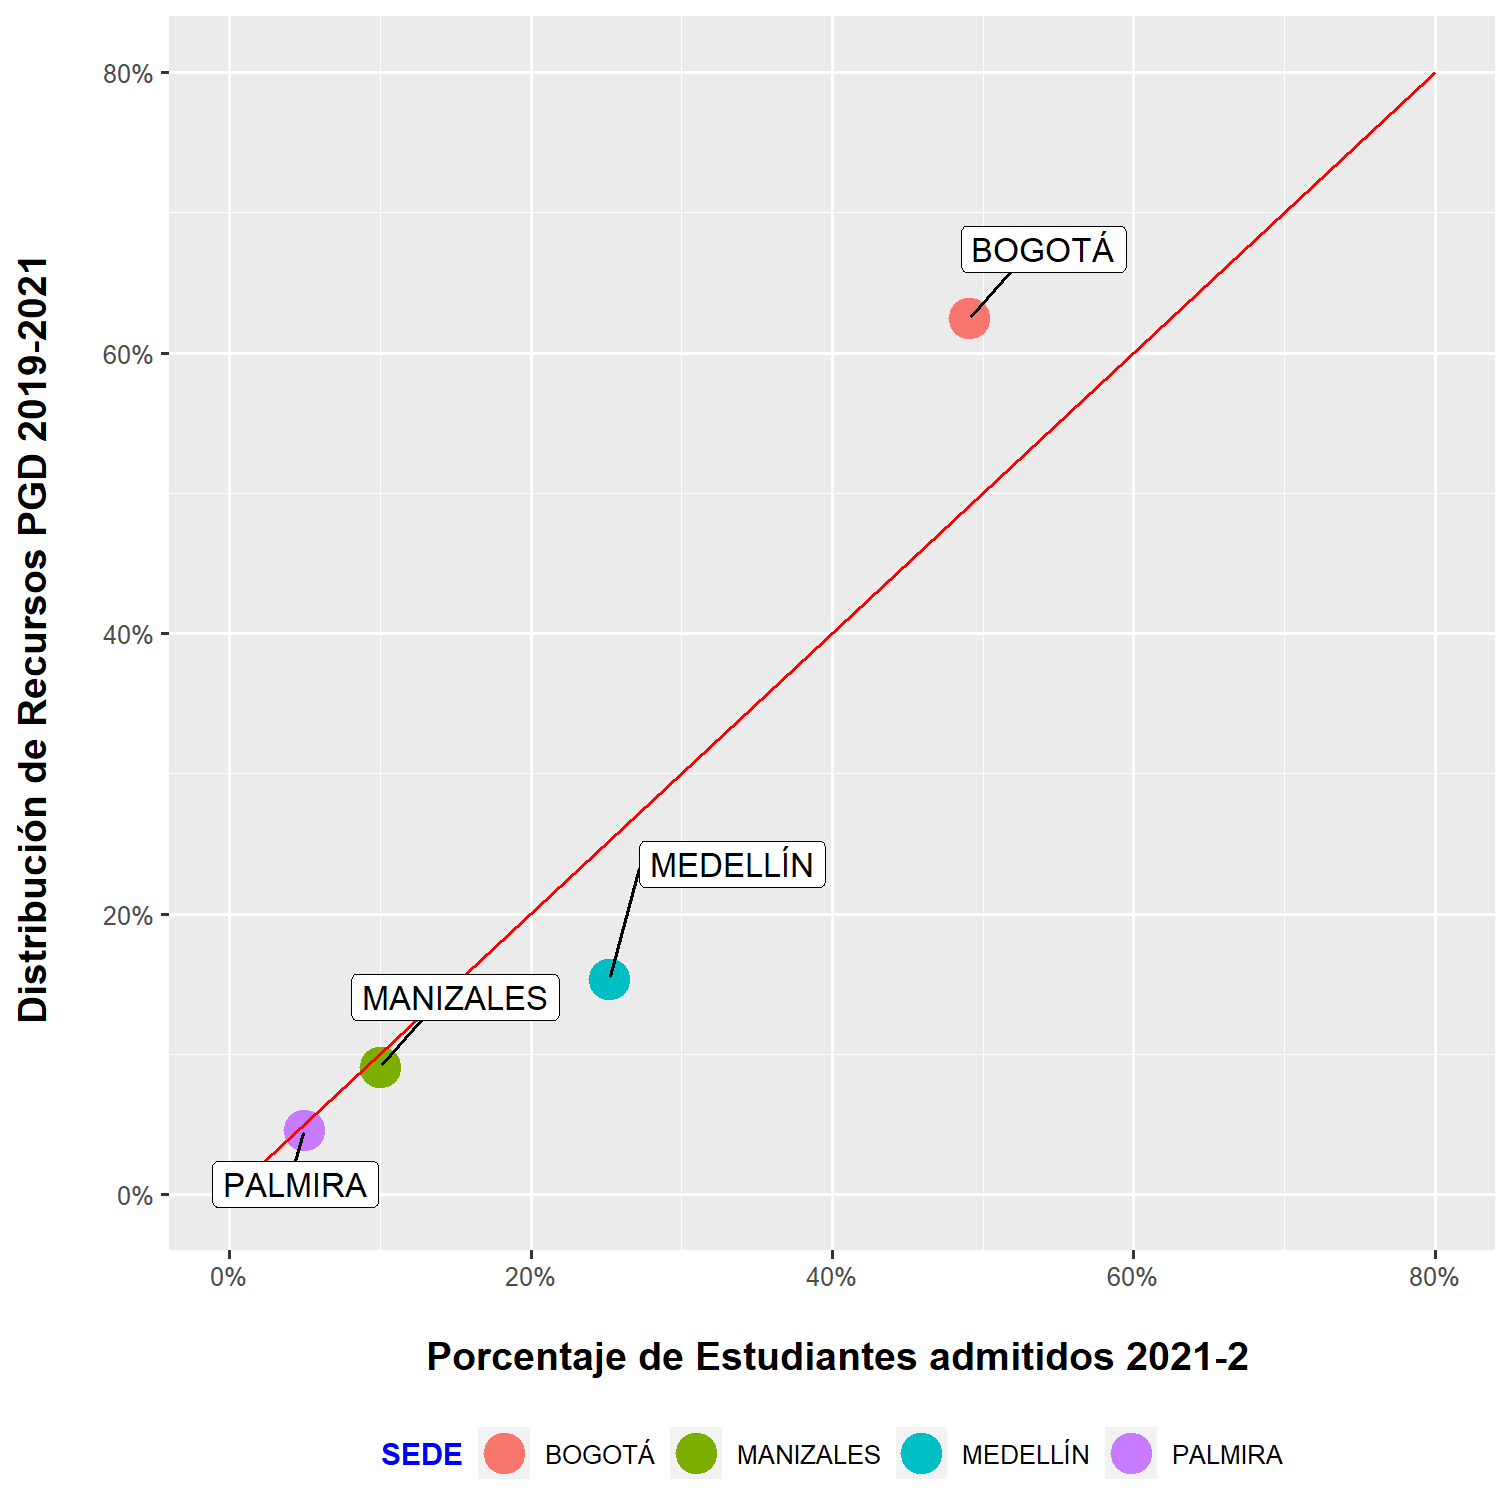 Distribución de Recursos PGD 2019-2021
80%
60%
40%
20%
0%
BOGOTÁ
MEDELLÍN
MANIZALES
PALMIRA
0%
20%
40%
60%
80%
Porcentaje de Estudiantes admitidos 2021-2
SEDE BOGOTÁ MANIZALES MEDELLÍN PALMIRA